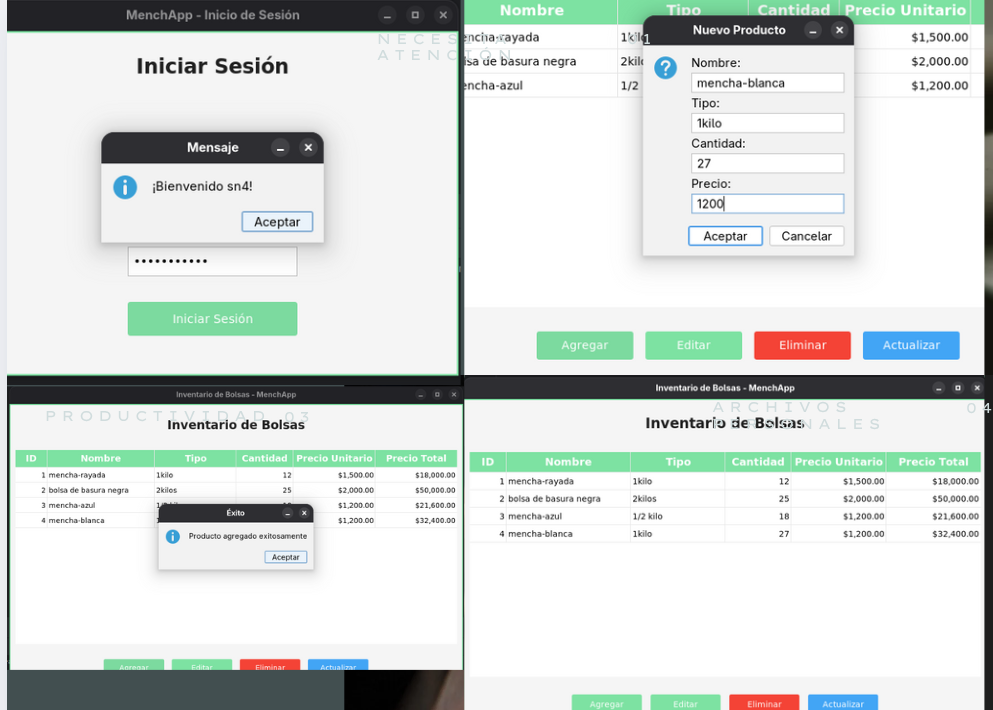 MenchApp - Inicio de Sesión
NECESITA
ATENCIÓN
Iniciar Sesión
Mensaje
¡Bienvenido sn4!
Aceptar
•••••••••••
Iniciar Sesión
Nombre Tipo Cantidad Precio Unitario
encha-rayada 1kilo $1,500.00
lsa de basura negra 2kil $2,000.00
encha-azul 1/2 $1,200.00
1
Nuevo Producto
Nombre:
mencha-blanca
Tipo:
1kilo
Cantidad:
27
Precio:
1200
Aceptar Cancelar
Agregar Editar Eliminar Actualizar
Inventario de Bolsas - MenchApp
PRODUCTIVIDAD 03
Inventario de Bolsas
ID Nombre Tipo Cantidad Precio Unitario Precio Total
1 mencha-rayada 1kilo 12 $1,500.00 $18,000.00
2 bolsa de basura negra 2kilos 25 $2,000.00 $50,000.00
3 mencha-azul $1,200.00 $21,600.00
4 mencha-blanca $1,200.00 $32,400.00
Éxito
Producto agregado exitosamente
Aceptar
Agregar Editar Eliminar Actualizar
Inventario de Bolsas - MenchApp
ARCHIVOS 04
PERSONALES
Inventario de Bolsas
ID Nombre Tipo Cantidad Precio Unitario Precio Total
1 mencha-rayada 1kilo 12 $1,500.00 $18,000.00
2 bolsa de basura negra 2kilos 25 $2,000.00 $50,000.00
3 mencha-azul 1/2 kilo 18 $1,200.00 $21,600.00
4 mencha-blanca 1kilo 27 $1,200.00 $32,400.00
Agregar Editar Eliminar Actualizar